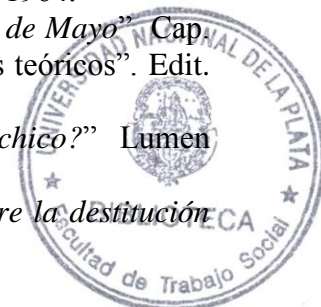 de Mayo”. Cap.
s teóricos”. Edit.
chico?” Lumen
re la destitución
UNIVERSIDAD NACIONAL DE LA PLATA
BIBLIOTECA
Facultad de Trabajo Social